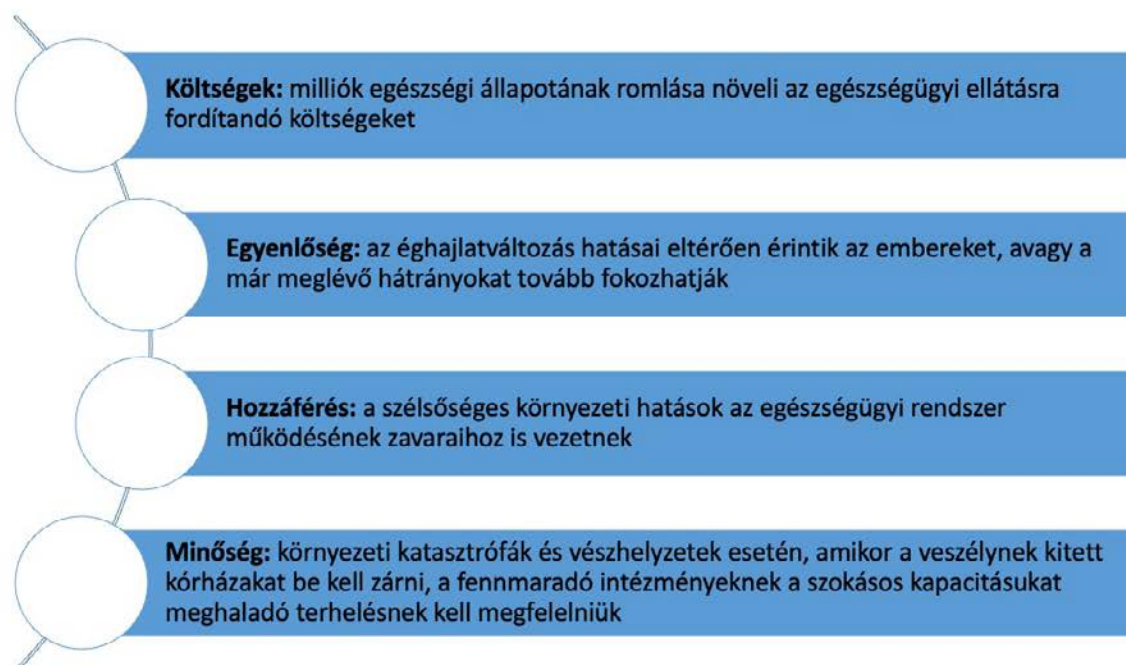 Költségek: milliók egészségi állapotának romlása növeli az egészségügyi ellátásra
fordítandó költségeket
Egyenlőség: az éghajlatváltozás hatásai eltérően érintik az embereket, avagy a
már meglévő hátrányokat tovább fokozhatják
Hozzáférés: a szélsőséges környezeti hatások az egészségügyi rendszer
működésének zavaraihoz is vezetnek
Minőség: környezeti katasztrófák és vészhelyzetek esetén, amikor a veszélynek kitett
kórházakat be kell zárni, a fennmaradó intézményeknek a szokásos kapacitásukat
meghaladó terhelésnek kell megfelelniük